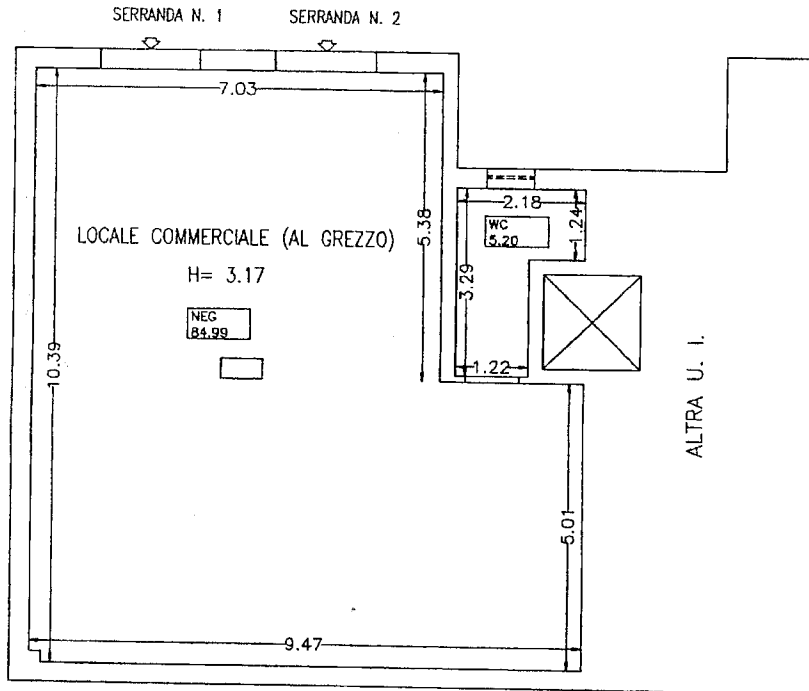 SERRANDA N. 1
SERRANDA N. 2
7.03
2.18
WC
5.20
1.24
5.38
LOCALE COMMERCIALE (AL GREZZO)
H= 3.17
3.29
NEG
84.99
10.39
1.22
ALTRA U. I.
5.01
9.47